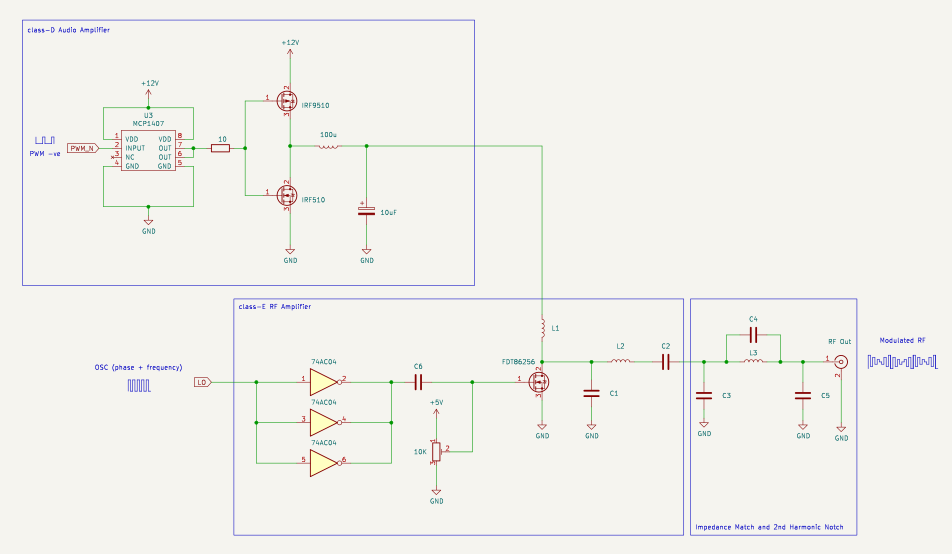 class-D Audio Amplifier
+12V
+12V
U3
MCP1407
1 VDD VDD 8
2 INPUT OUT 7
3 NC OUT 6
4 GND GND 5
PWM -ve
PWM_N
10
1
2
3
IRF9510
100u
1
2
3
IRF510
+
10uF
GND
GND
GND
class-E RF Amplifier
OSC (phase + frequency)
LO
74AC04
1 2
74AC04
3 4
74AC04
5 6
C6
+5V
10K
1
2
3
GND
L1
FDT86256
1
2
3
GND
L2
C2
C1
GND
C4
L3
C3
GND
C5
GND
RF Out
1
2
GND
Modulated RF
Impedance Match and 2nd Harmonic Notch